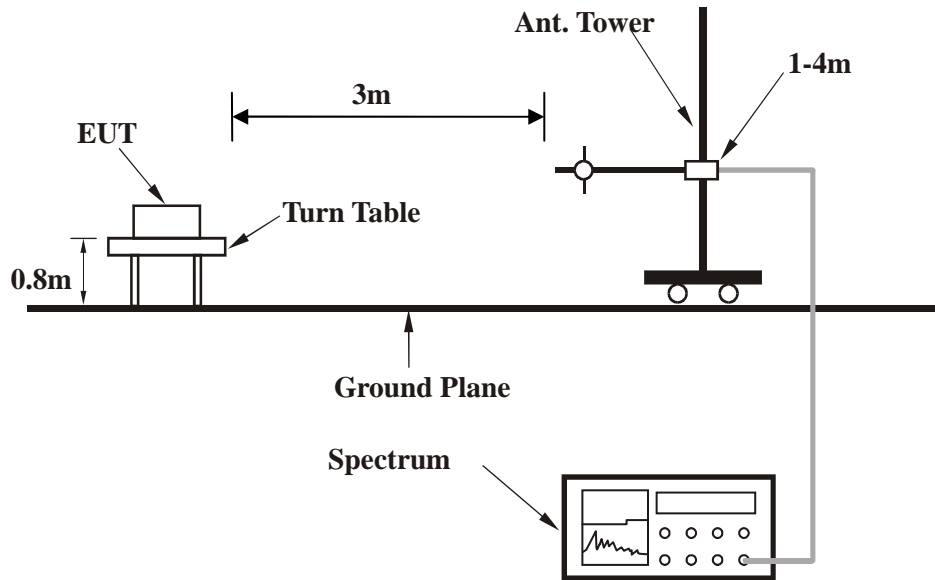 Ant. Tower
1-4m
3m
EUT
Turn Table
0.8m
Ground Plane
Spectrum